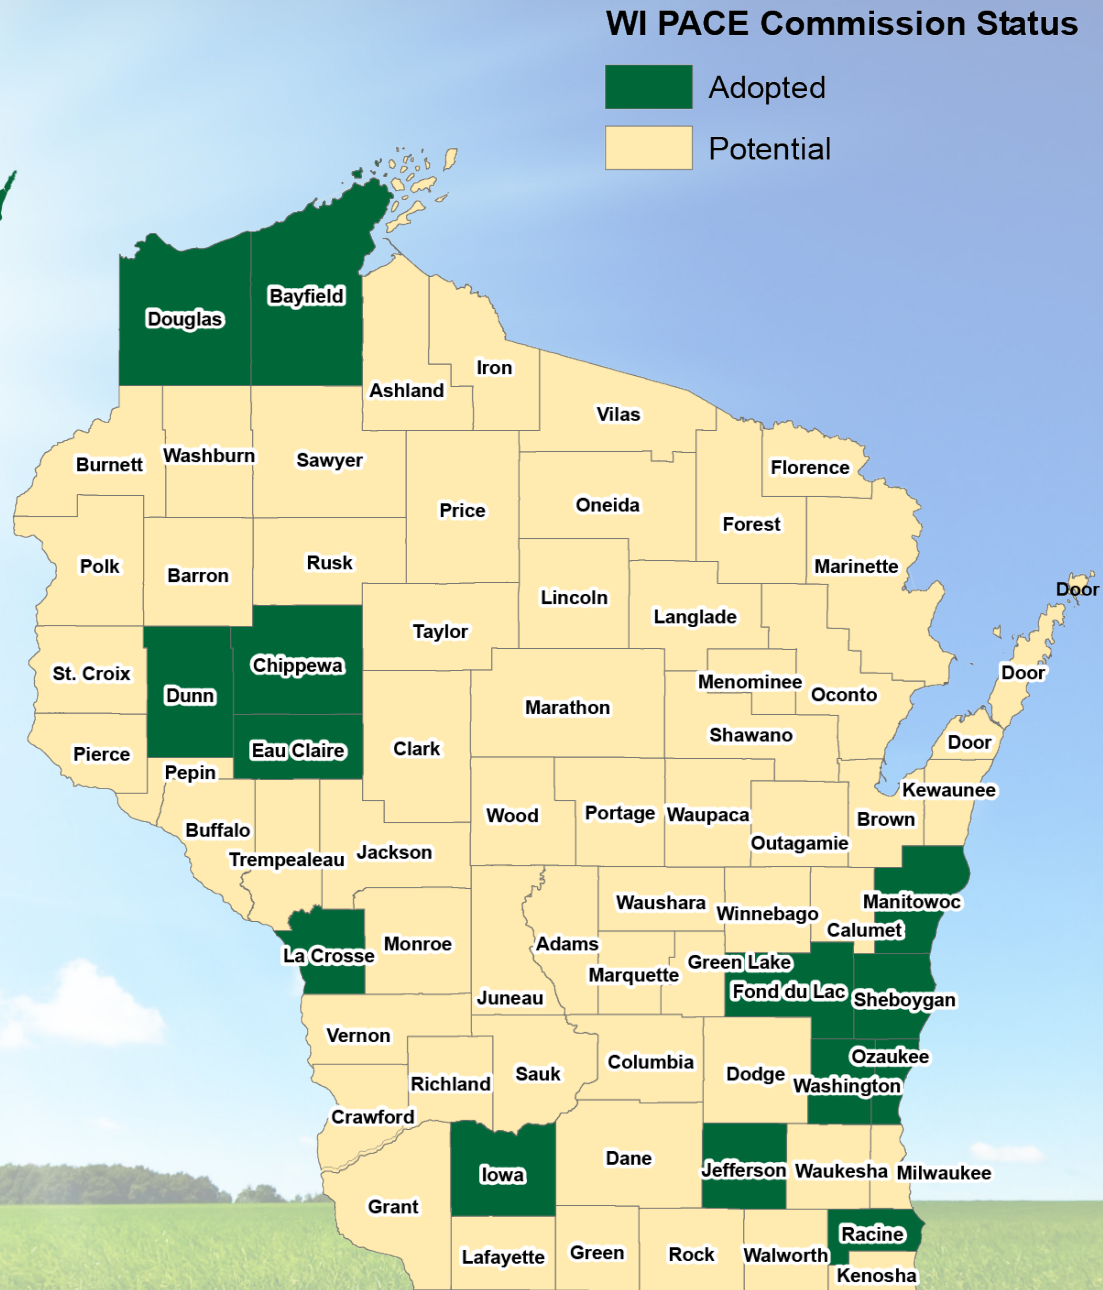 WI PACE Commission Status
Adopted
Potential
Bayfield
Douglas
Iron
Ashland
Vilas
Washburn
Burnett
Sawyer
Florence
Price
Oneida
Forest
Polk
Barron
Rusk
Marinette
Door
Lincoln
Langlade
Taylor
St. Croix
Chippewa
Door
Dunn
Menominee
Oconto
Marathon
Shawano
Door
Pierce
Eau Claire
Clark
Pepin
Kewaunee
Wood
Portage
Waupaca
Brown
Buffalo
Outagamie
Trempealeau
Jackson
Waushara
Manitowoc
Winnebago
Calumet
Monroe
Adams
La Crosse
Green Lake
Marquette
Fond du Lac
Juneau
Sheboygan
Vernon
Columbia
Ozaukee
Richland
Sauk
Dodge
Washington
Crawford
Dane
Iowa
Jefferson
Waukesha
Milwaukee
Grant
Racine
Lafayette
Green
Rock
Walworth
Kenosha